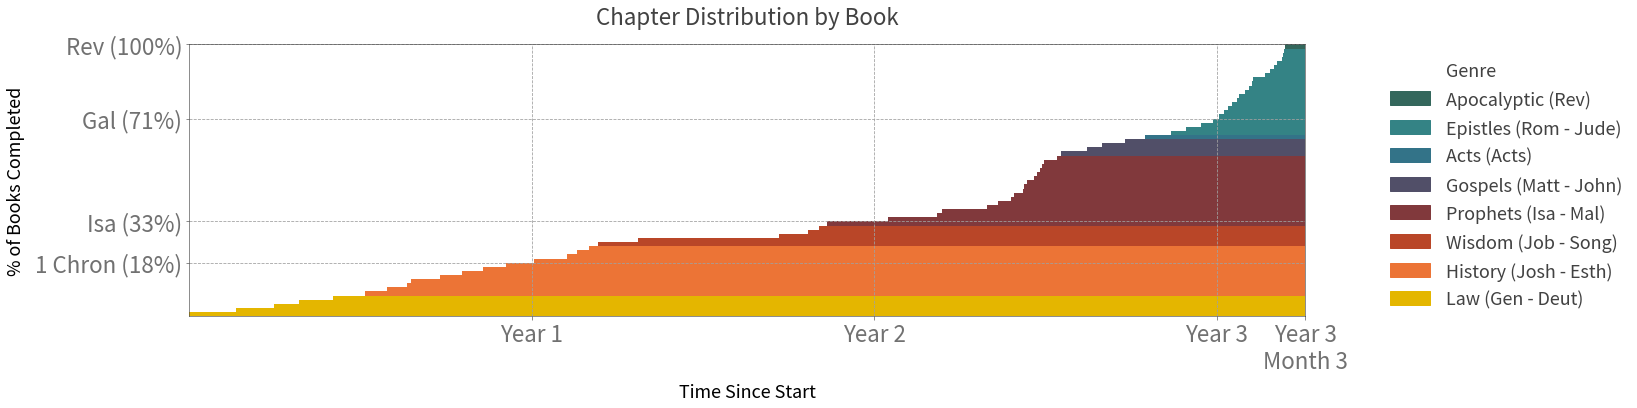 Chapter Distribution by Book
% of Books Completed
Rev (100%)
Gal (71%)
Isa (33%)
1 Chron (18%)
Year 1
Year 2
Year 3
Year 3
Month 3
Time Since Start
Genre
Apocalyptic (Rev)
Epistles (Rom - Jude)
Acts (Acts)
Gospels (Matt - John)
Prophets (Isa - Mal)
Wisdom (Job - Song)
History (Josh - Esth)
Law (Gen - Deut)